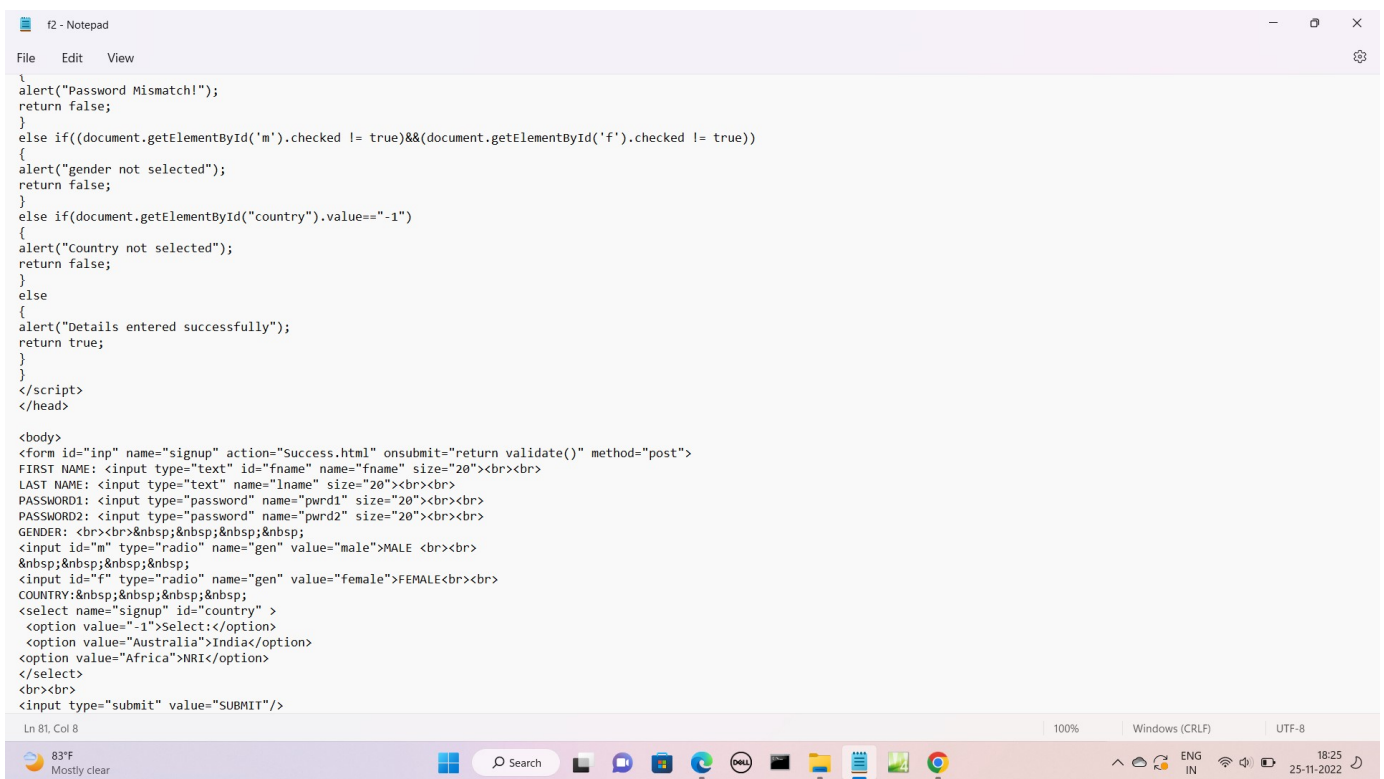 f2 - Notepad
File Edit View
{
alert("Password Mismatch!");
return false;
}
else if((document.getElementById('m').checked != true)&&(document.getElementById('f').checked != true))
{
alert("gender not selected");
return false;
}
else if(document.getElementById("country").value=="-1")
{
alert("Country not selected");
return false;
}
else
{
alert("Details entered successfully");
return true;
}
}
</script>
</head>

<body>
<form id="inp" name="signup" action="Success.html" onsubmit="return validate()" method="post">
FIRST NAME: <input type="text" id="fname" name="fname" size="20"><br><br>
LAST NAME: <input type="text" name="lname" size="20"><br><br>
PASSWORD1: <input type="password" name="pwrd1" size="20"><br><br>
PASSWORD2: <input type="password" name="pwrd2" size="20"><br><br>
GENDER: <br><br>&nbsp;&nbsp;&nbsp;&nbsp;
<input id="m" type="radio" name="gen" value="male">MALE <br><br>
&nbsp;&nbsp;&nbsp;&nbsp;
<input id="f" type="radio" name="gen" value="female">FEMALE<br><br>
COUNTRY:&nbsp;&nbsp;&nbsp;&nbsp;
<select name="signup" id="country" >
 <option value="-1">Select:</option>
 <option value="Australia">India</option>
<option value="Africa">NRI</option>
</select>
<br><br>
<input type="submit" value="SUBMIT"/>
Ln 81, Col 8 100% Windows (CRLF) UTF-8
83°F
Mostly clear
Search
DELL
ENG
IN
18:25
25-11-2022